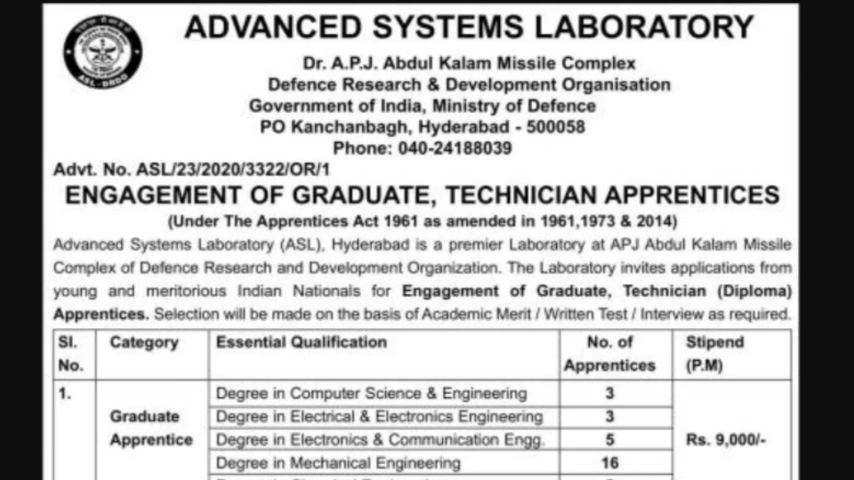 ADVANCED SYSTEMS LABORATORY
Dr. A.P.J. Abdul Kalam Missile Complex
Defence Research & Development Organisation
Government of India, Ministry of Defence
PO Kanchanbagh, Hyderabad - 500058
Phone: 040-24188039
ASL-DRDO
Advt. No. ASL/23/2020/3322/OR/1
ENGAGEMENT OF GRADUATE, TECHNICIAN APPRENTICES
(Under The Apprentices Act 1961 as amended in 1961,1973 & 2014)
Advanced Systems Laboratory (ASL), Hyderabad is a premier Laboratory at APJ Abdul Kalam Missile
Complex of Defence Research and Development Organization. The Laboratory invites applications from
young and meritorious Indian Nationals for Engagement of Graduate, Technician (Diploma)
Apprentices. Selection will be made on the basis of Academic Merit / Written Test / Interview as required.
Sl. Category Essential Qualification No. of Stipend
No. Apprentices (P.M)
1. Degree in Computer Science & Engineering 3
Graduate Degree in Electrical & Electronics Engineering 3
Apprentice Degree in Electronics & Communication Engg. 5 Rs. 9,000/-
Degree in Mechanical Engineering 16